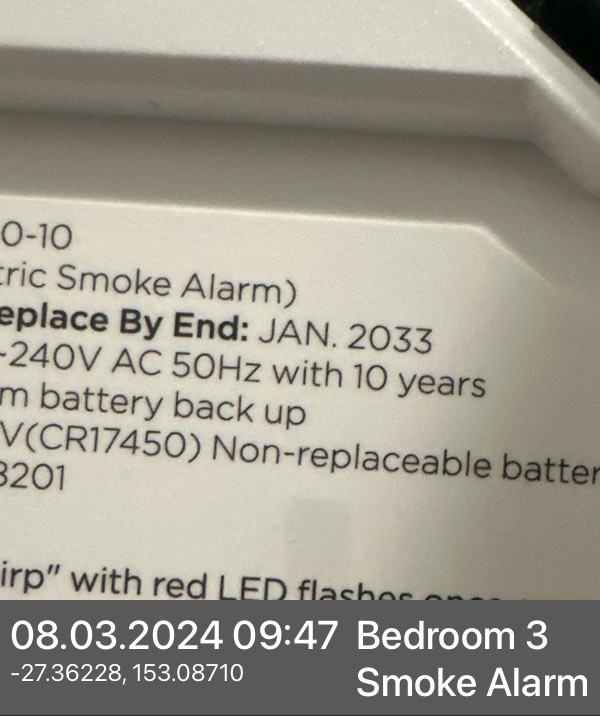 0-10
tric Smoke Alarm)
eplace By End: JAN. 2033
-240V AC 50Hz with 10 years
m battery back up
V(CR17450) Non-replaceable batter
3201
irp" with red LED flashes once
08.03.2024 09:47
-27.36228, 153.08710
Bedroom 3
Smoke Alarm